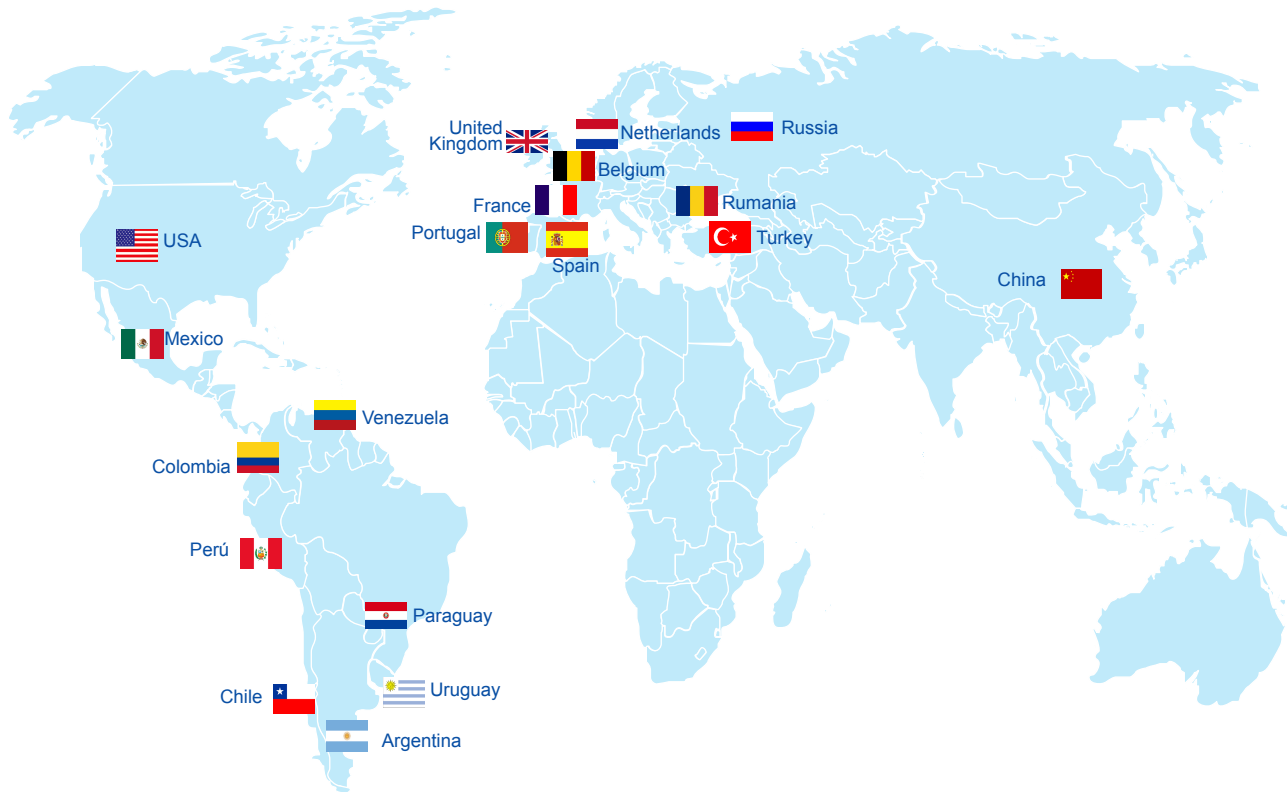 United
Kingdom
Netherlands
Russia
Belgium
France
Rumania
Portugal
Spain
Turkey
USA
China
Mexico
Venezuela
Colombia
Perú
Paraguay
Chile
Uruguay
Argentina